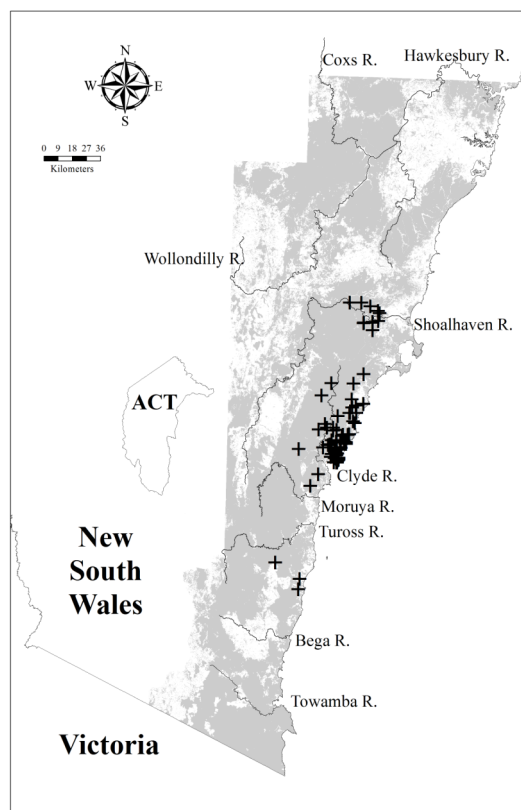 Coxs R.
Hawkesbury R.
N
W E
S
0 9 18 27 36
Kilometers
Wollondilly R.
Shoalhaven R.
ACT
Clyde R.
Moruya R.
Tuross R.
New
South
Wales
Bega R.
Towamba R.
Victoria